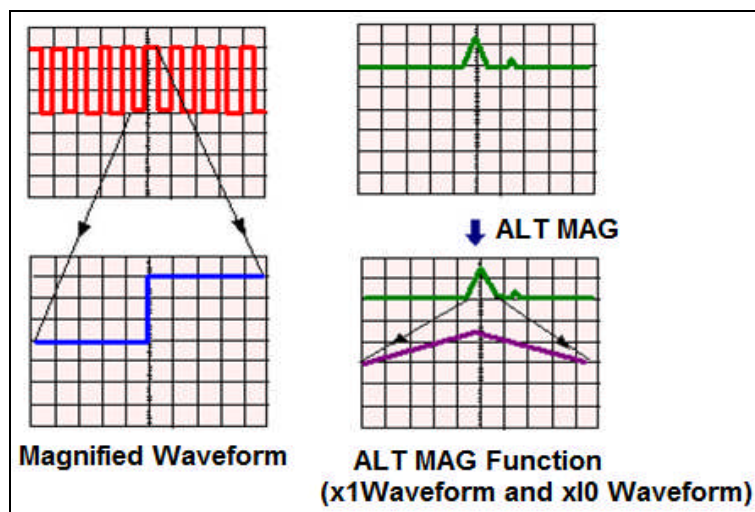 ALT MAG
Magnified Waveform
ALT MAG Function
(x1Waveform and xl0 Waveform)